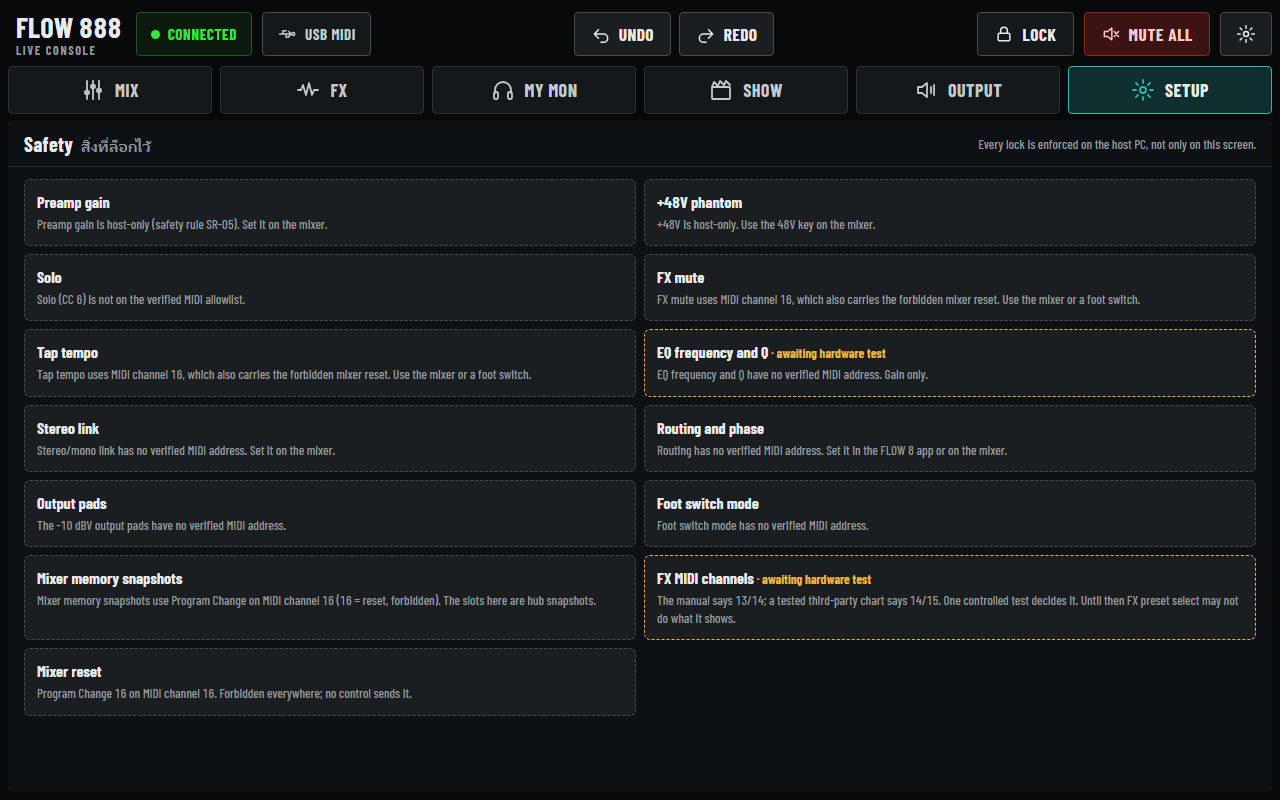 FLOW 888
LIVE CONSOLE
CONNECTED
USB MIDI
UNDO
REDO
LOCK
MUTE ALL
MIX
FX
MY MON
SHOW
OUTPUT
SETUP
Safety สิ่งที่ล็อกไว้
Every lock is enforced on the host PC, not only on this screen.
Preamp gain
Preamp gain is host-only (safety rule SR-05). Set it on the mixer.
+48V phantom
+48V is host-only. Use the 48V key on the mixer.
Solo
Solo (CC 6) is not on the verified MIDI allowlist.
FX mute
FX mute uses MIDI channel 16, which also carries the forbidden mixer reset. Use the mixer or a foot switch.
Tap tempo
Tap tempo uses MIDI channel 16, which also carries the forbidden mixer reset. Use the mixer or a foot switch.
EQ frequency and Q · awaiting hardware test
EQ frequency and Q have no verified MIDI address. Gain only.
Stereo link
Stereo/mono link has no verified MIDI address. Set it on the mixer.
Routing and phase
Routing has no verified MIDI address. Set it in the FLOW 8 app or on the mixer.
Output pads
The -10 dBV output pads have no verified MIDI address.
Foot switch mode
Foot switch mode has no verified MIDI address.
Mixer memory snapshots
Mixer memory snapshots use Program Change on MIDI channel 16 (16 = reset, forbidden). The slots here are hub snapshots.
FX MIDI channels · awaiting hardware test
The manual says 13/14; a tested third-party chart says 14/15. One controlled test decides it. Until then FX preset select may not
do what it shows.
Mixer reset
Program Change 16 on MIDI channel 16. Forbidden everywhere; no control sends it.